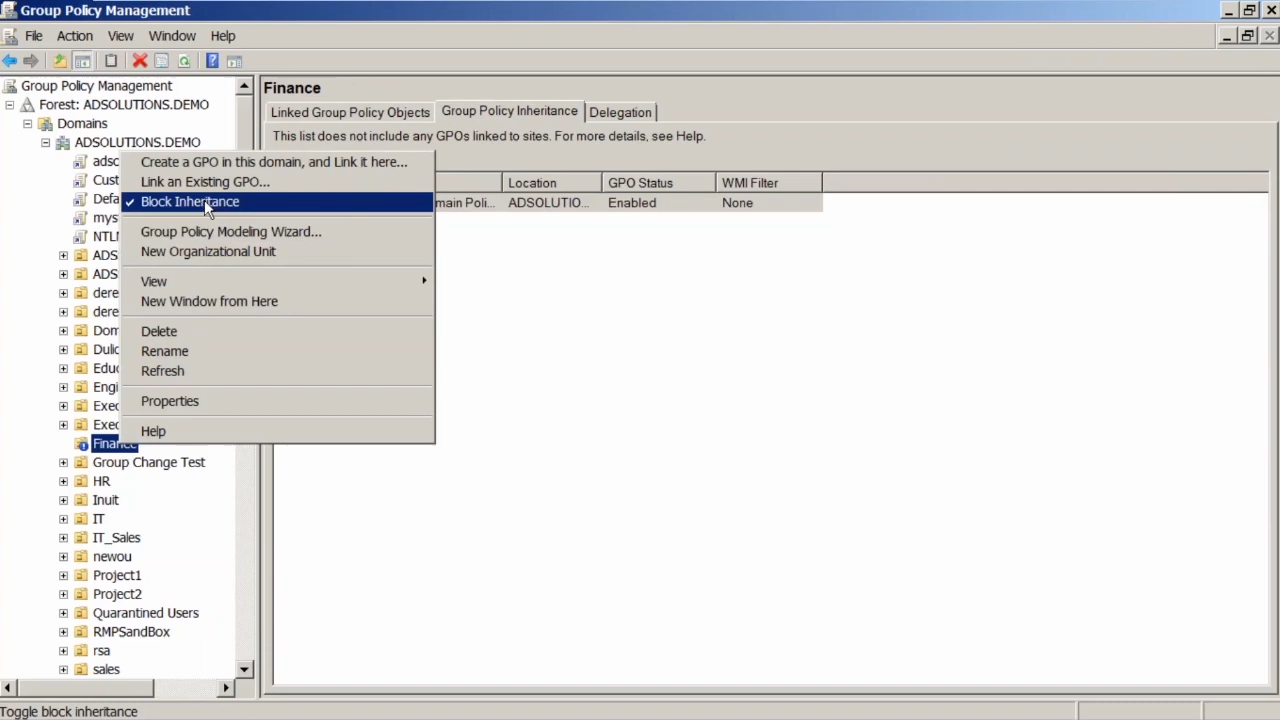 Group Policy Management
File Action View Window Help
Group Policy Management
Forest: ADSOLUTIONS.DEMO
Domains
ADSOLUTIONS.DEMO
adso
Cust
Defa
mys
NTL
ADS
ADS
dere
dere
Dom
Dulic
Educ
Engi
Exec
Exec
Finance
Group Change Test
HR
Inuit
IT
IT_Sales
newou
Project1
Project2
Quarantined Users
RMPSandBox
rsa
sales
Create a GPO in this domain, and Link it here...
Link an Existing GPO...
Block Inheritance
Group Policy Modeling Wizard...
New Organizational Unit
View
New Window from Here
Delete
Rename
Refresh
Properties
Help
Finance
Linked Group Policy Objects Group Policy Inheritance Delegation
This list does not include any GPOs linked to sites. For more details, see Help.
Location GPO Status WMI Filter
main Poli... ADSOLUTIO... Enabled None
Toggle block inheritance